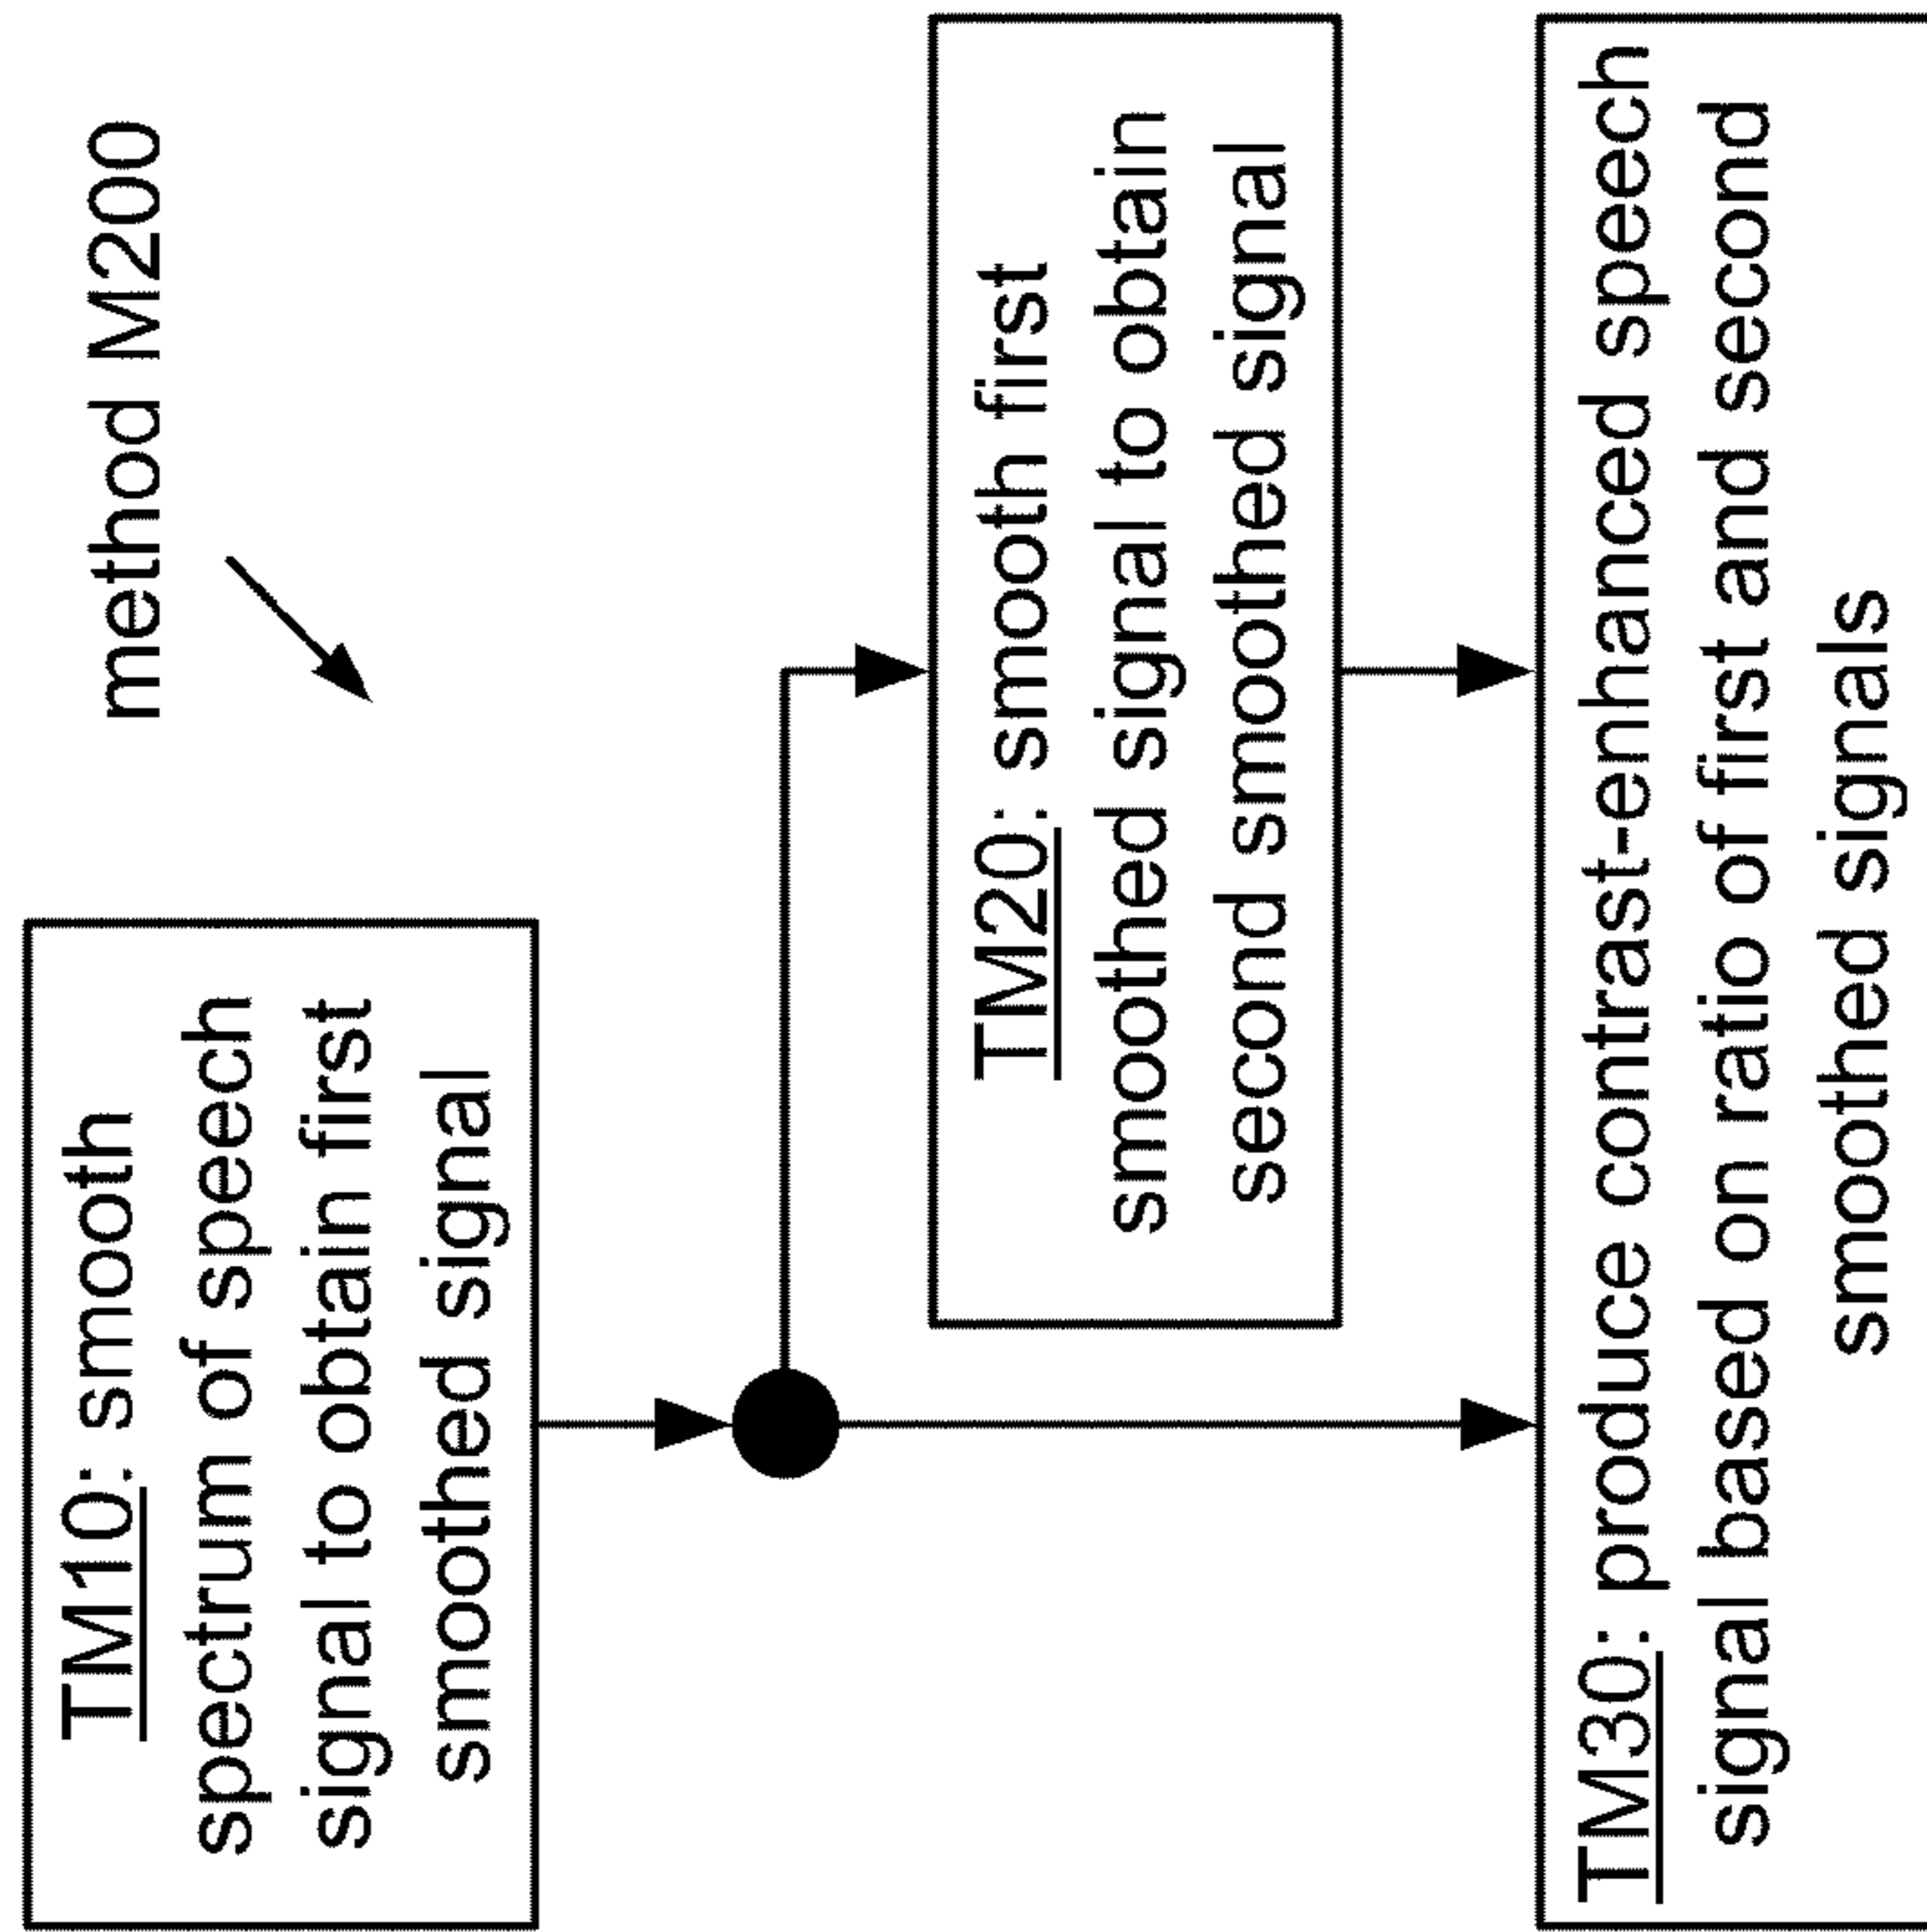 method M200
TM10: smooth
spectrum of speech
signal to obtain first
smoothed signal
TM20: smooth first
smoothed signal to obtain
second smoothed signal
TM30: produce contrast-enhanced speech
signal based on ratio of first and second
smoothed signals